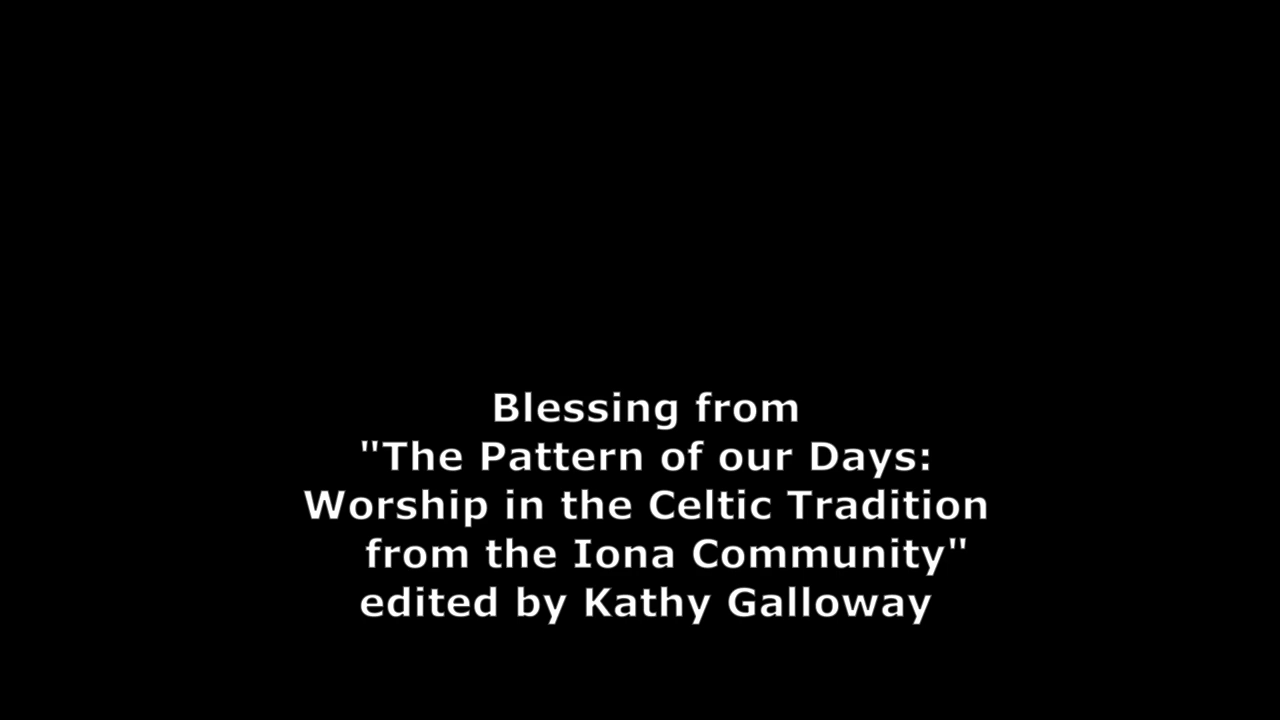 Blessing from
"The Pattern of our Days:
Worship in the Celtic Tradition
from the Iona Community"
edited by Kathy Galloway